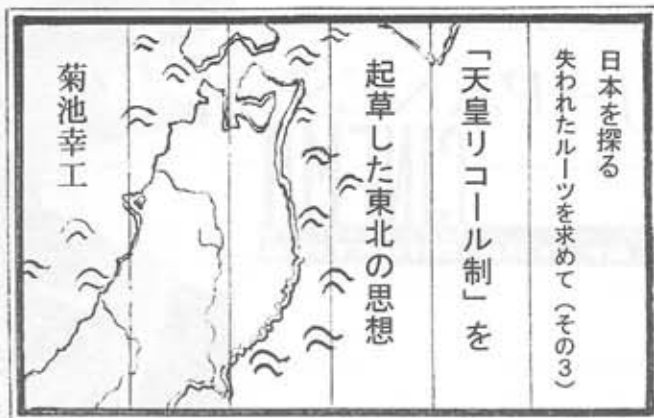 日本を探る
失われたルーツを求めて（その3）
「天皇リコール制」を
起草した東北の思想
菊池幸工